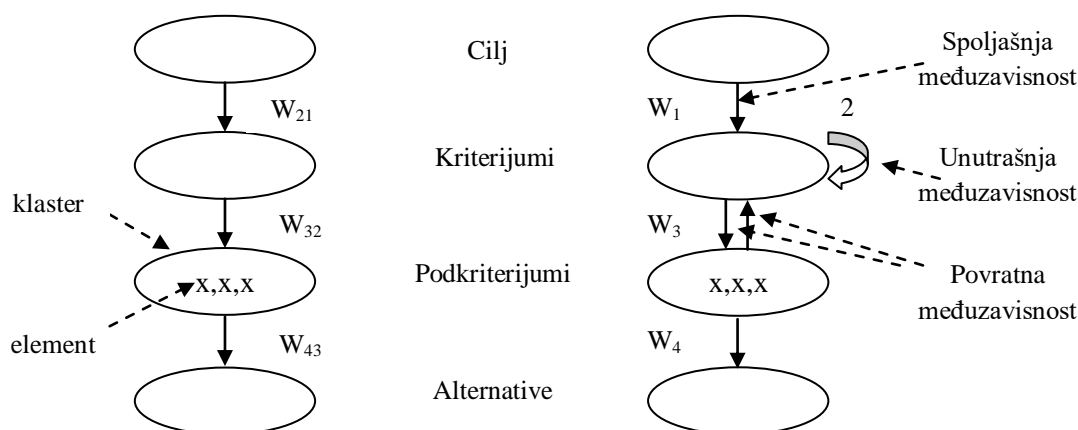 Cilj
Spoljašnja
međuzavisnost
W21
W1
2
Kriterijumi
Unutrašnja
međuzavisnost
klaster
W32
W3
Podkriterijumi
x,x,x
x,x,x
Povratna
međuzavisnost
element
W43
W4
Alternative